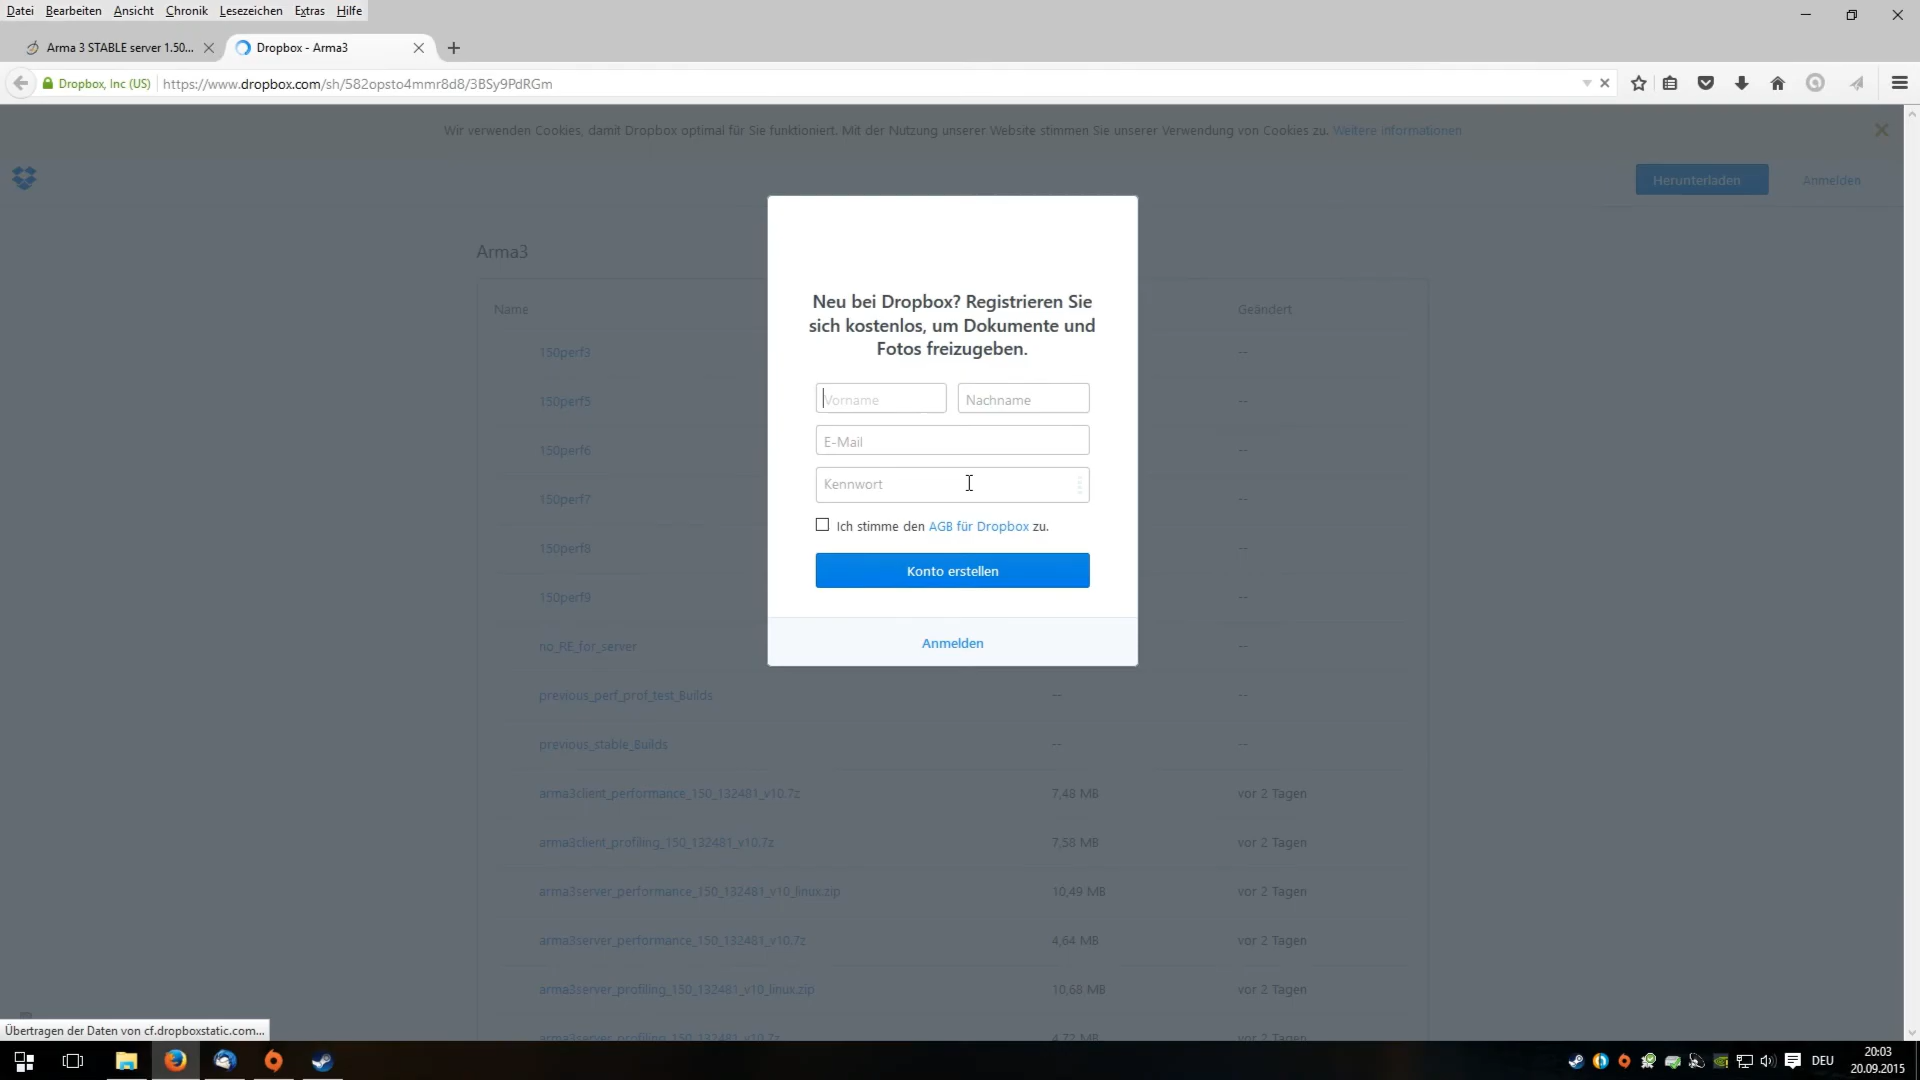 Datei Bearbeiten Ansicht Chronik Lesezeichen Extras Hilfe
Arma 3 STABLE server 1.50... Dropbox - Arma3
Dropbox, Inc (US) https://www.dropbox.com/sh/582opsto4mmr8d8/3BSy9PdRGm
Wir verwenden Cookies, damit Dropbox optimal für Sie funktioniert. Mit der Nutzung unserer Website stimmen Sie unserer Verwendung von Cookies zu. Weitere informationen
Herunterladen Anmelden
Arma3
Name Geändert
Neu bei Dropbox? Registrieren Sie
sich kostenlos, um Dokumente und
Fotos freizugeben.
Vorname Nachname
E-Mail
Kennwort
Ich stimme den AGB für Dropbox zu.
Konto erstellen
Anmelden
150perf3 --
150perf5 --
150perf6 --
150perf7 --
150perf8 --
150perf9 --
no_RE_for_server --
previous_perf_prof_test_Builds -- --
previous_stable_Builds -- --
arma3client_performance_150_132481_v10.7z 7,48 MB vor 2 Tagen
arma3client_profiling_150_132481_v10.7z 7,58 MB vor 2 Tagen
arma3server_performance_150_132481_v10_linux.zip 10,49 MB vor 2 Tagen
arma3server_performance_150_132481_v10.7z 4,64 MB vor 2 Tagen
arma3server_profiling_150_132481_v10_linux.zip 10,68 MB vor 2 Tagen
arma3server_profiling_150_132481_v10.7z 4,72 MB vor 2 Tagen
Übertragen der Daten von cf.dropboxstatic.com...
DEU 20:03
20.09.2015